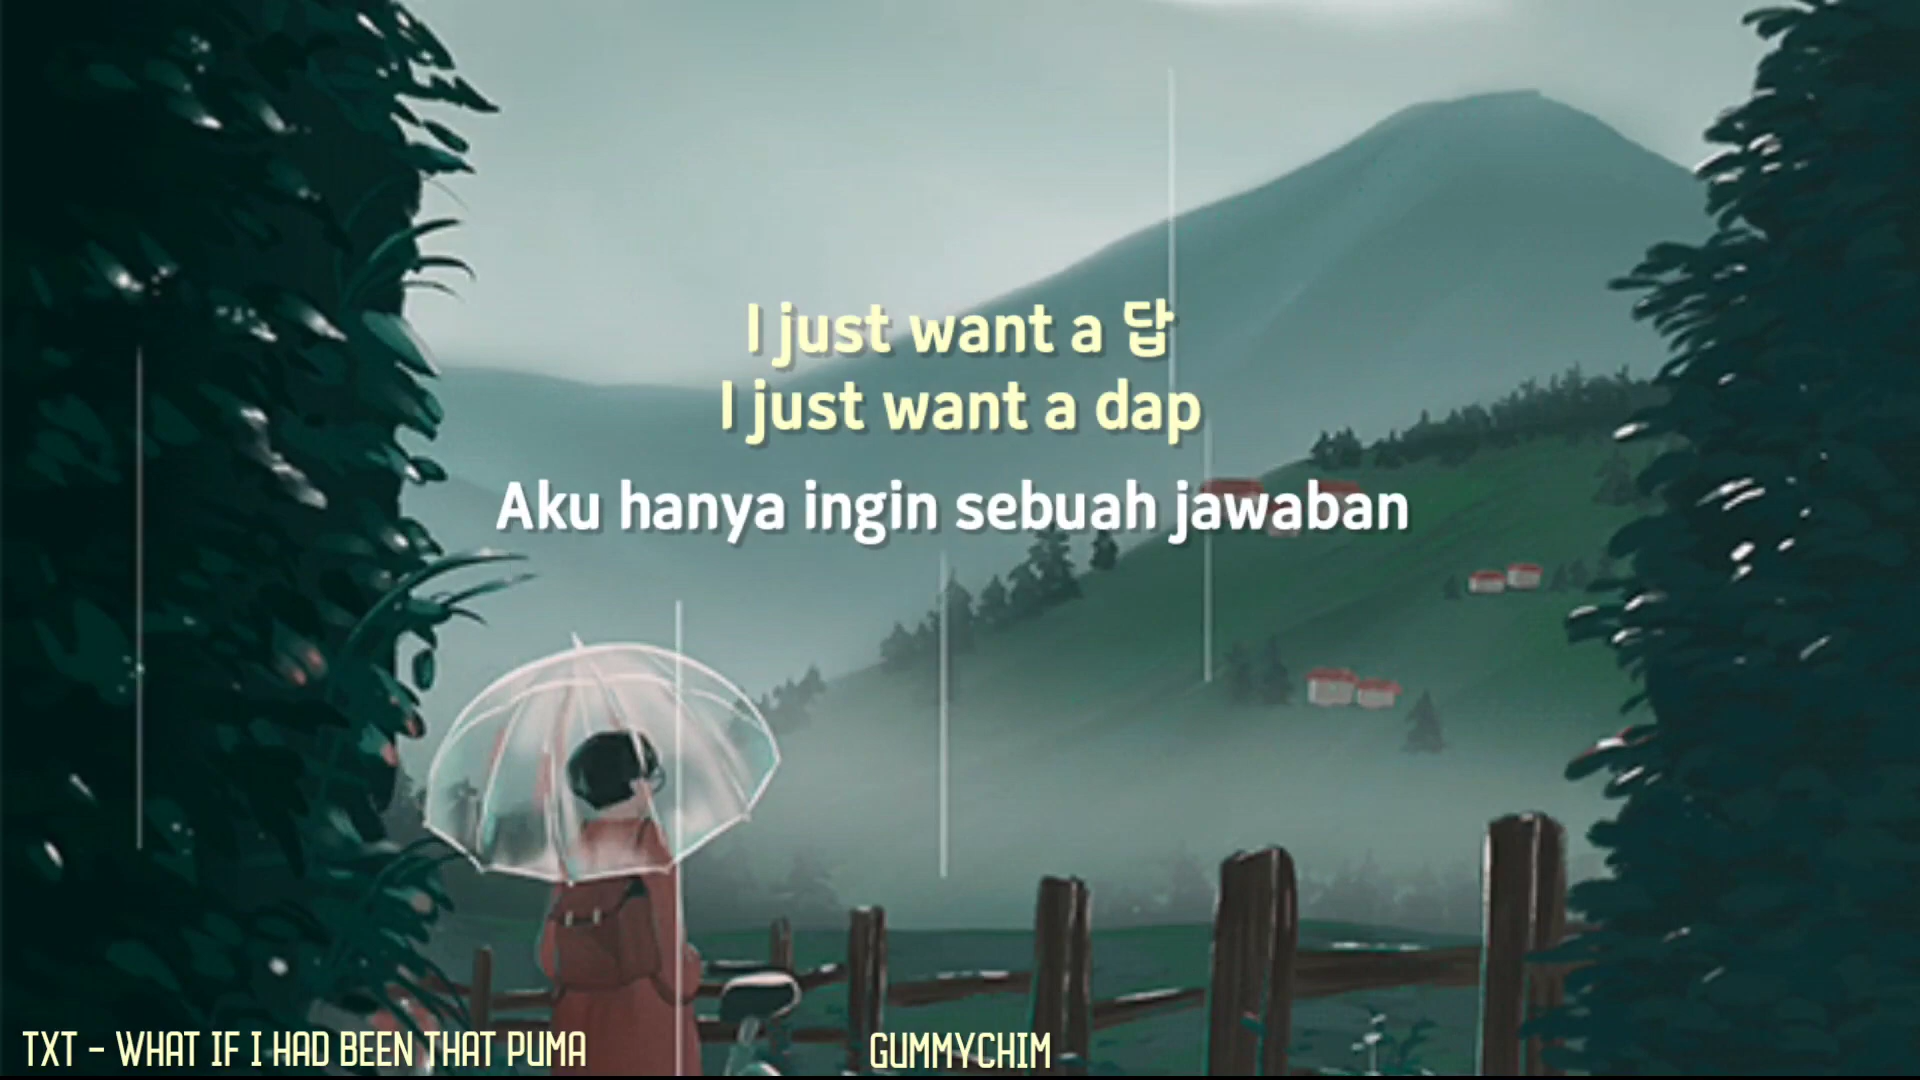 I just want a 답
I just want a dap
Aku hanya ingin sebuah jawaban
TXT - WHAT IF I HAD BEEN THAT PUMA
GUMMYCHIM